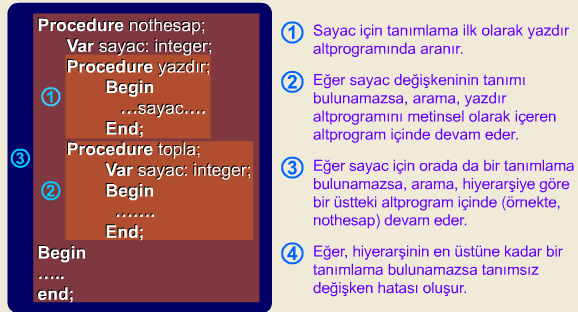 Procedure nothesap;
Var sayac: integer;
Procedure yazdır;
Begin
…sayac….
End;
Procedure topla;
Var sayac: integer;
Begin
…….
End;
Begin
…..
end;
1
2
3
1 Sayac için tanımlama ilk olarak yazdır
altprogramında aranır.
2 Eğer sayac değişkeninin tanımı
bulunamazsa, arama, yazdır
altprogramını metinsel olarak içeren
altprogram içinde devam eder.
3 Eğer sayac için orada da bir tanımlama
bulunamazsa, arama, hiyerarşiye göre
bir üstteki altprogram içinde (örnekte,
nothesap) devam eder.
4 Eğer, hiyerarşinin en üstüne kadar bir
tanımlama bulunamazsa tanımsız
değişken hatası oluşur.